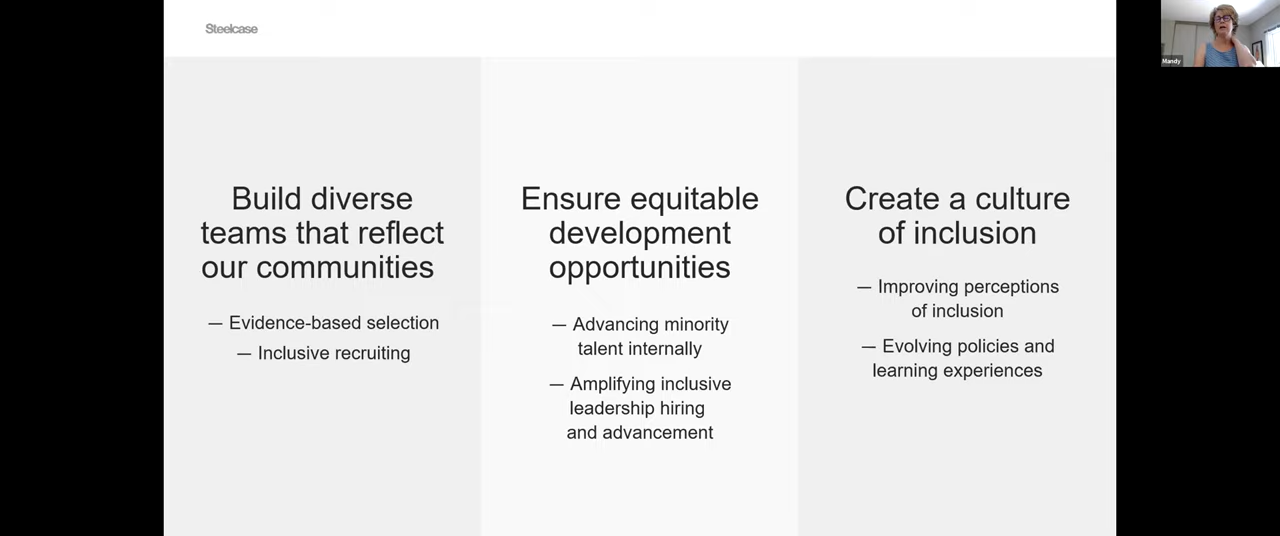 Steelcase
Mandy
Build diverse
teams that reflect
our communities
— Evidence-based selection
— Inclusive recruiting
Ensure equitable
development
opportunities
— Advancing minority
talent internally
— Amplifying inclusive
leadership hiring
and advancement
Create a culture
of inclusion
— Improving perceptions
of inclusion
— Evolving policies and
learning experiences